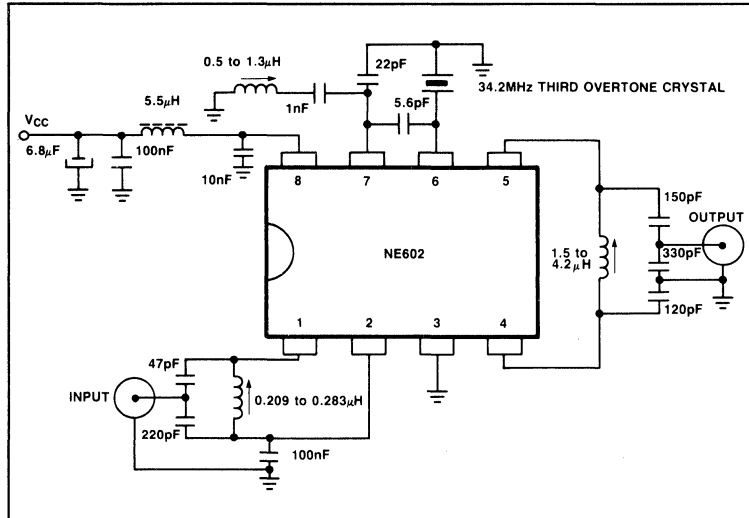 0.5 to 1.3μH
22pF
34.2MHz THIRD OVERTONE CRYSTAL
1nF
5.6pF
5.5μH
VCC
6.8μF
100nF
10nF
8
7
6
5
150pF
OUTPUT
NE602
1.5 to
4.2μH
330pF
120pF
1
2
3
4
47pF
INPUT
0.209 to 0.283μH
220pF
100nF